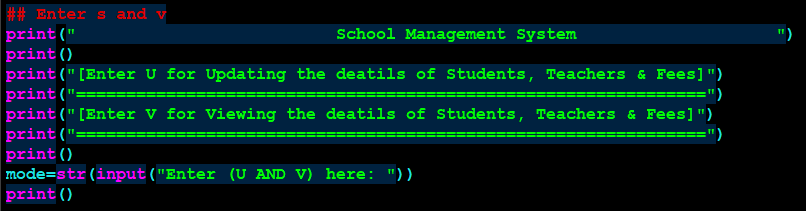 ## Enter s and v
print("                          School Management System                    ")
print()
print("[Enter U for Updating the deatils of Students, Teachers & Fees]")
print("===============================================================")
print("[Enter V for Viewing the deatils of Students, Teachers & Fees]")
print("===============================================================")
print()
mode=str(input("Enter (U AND V) here: "))
print()